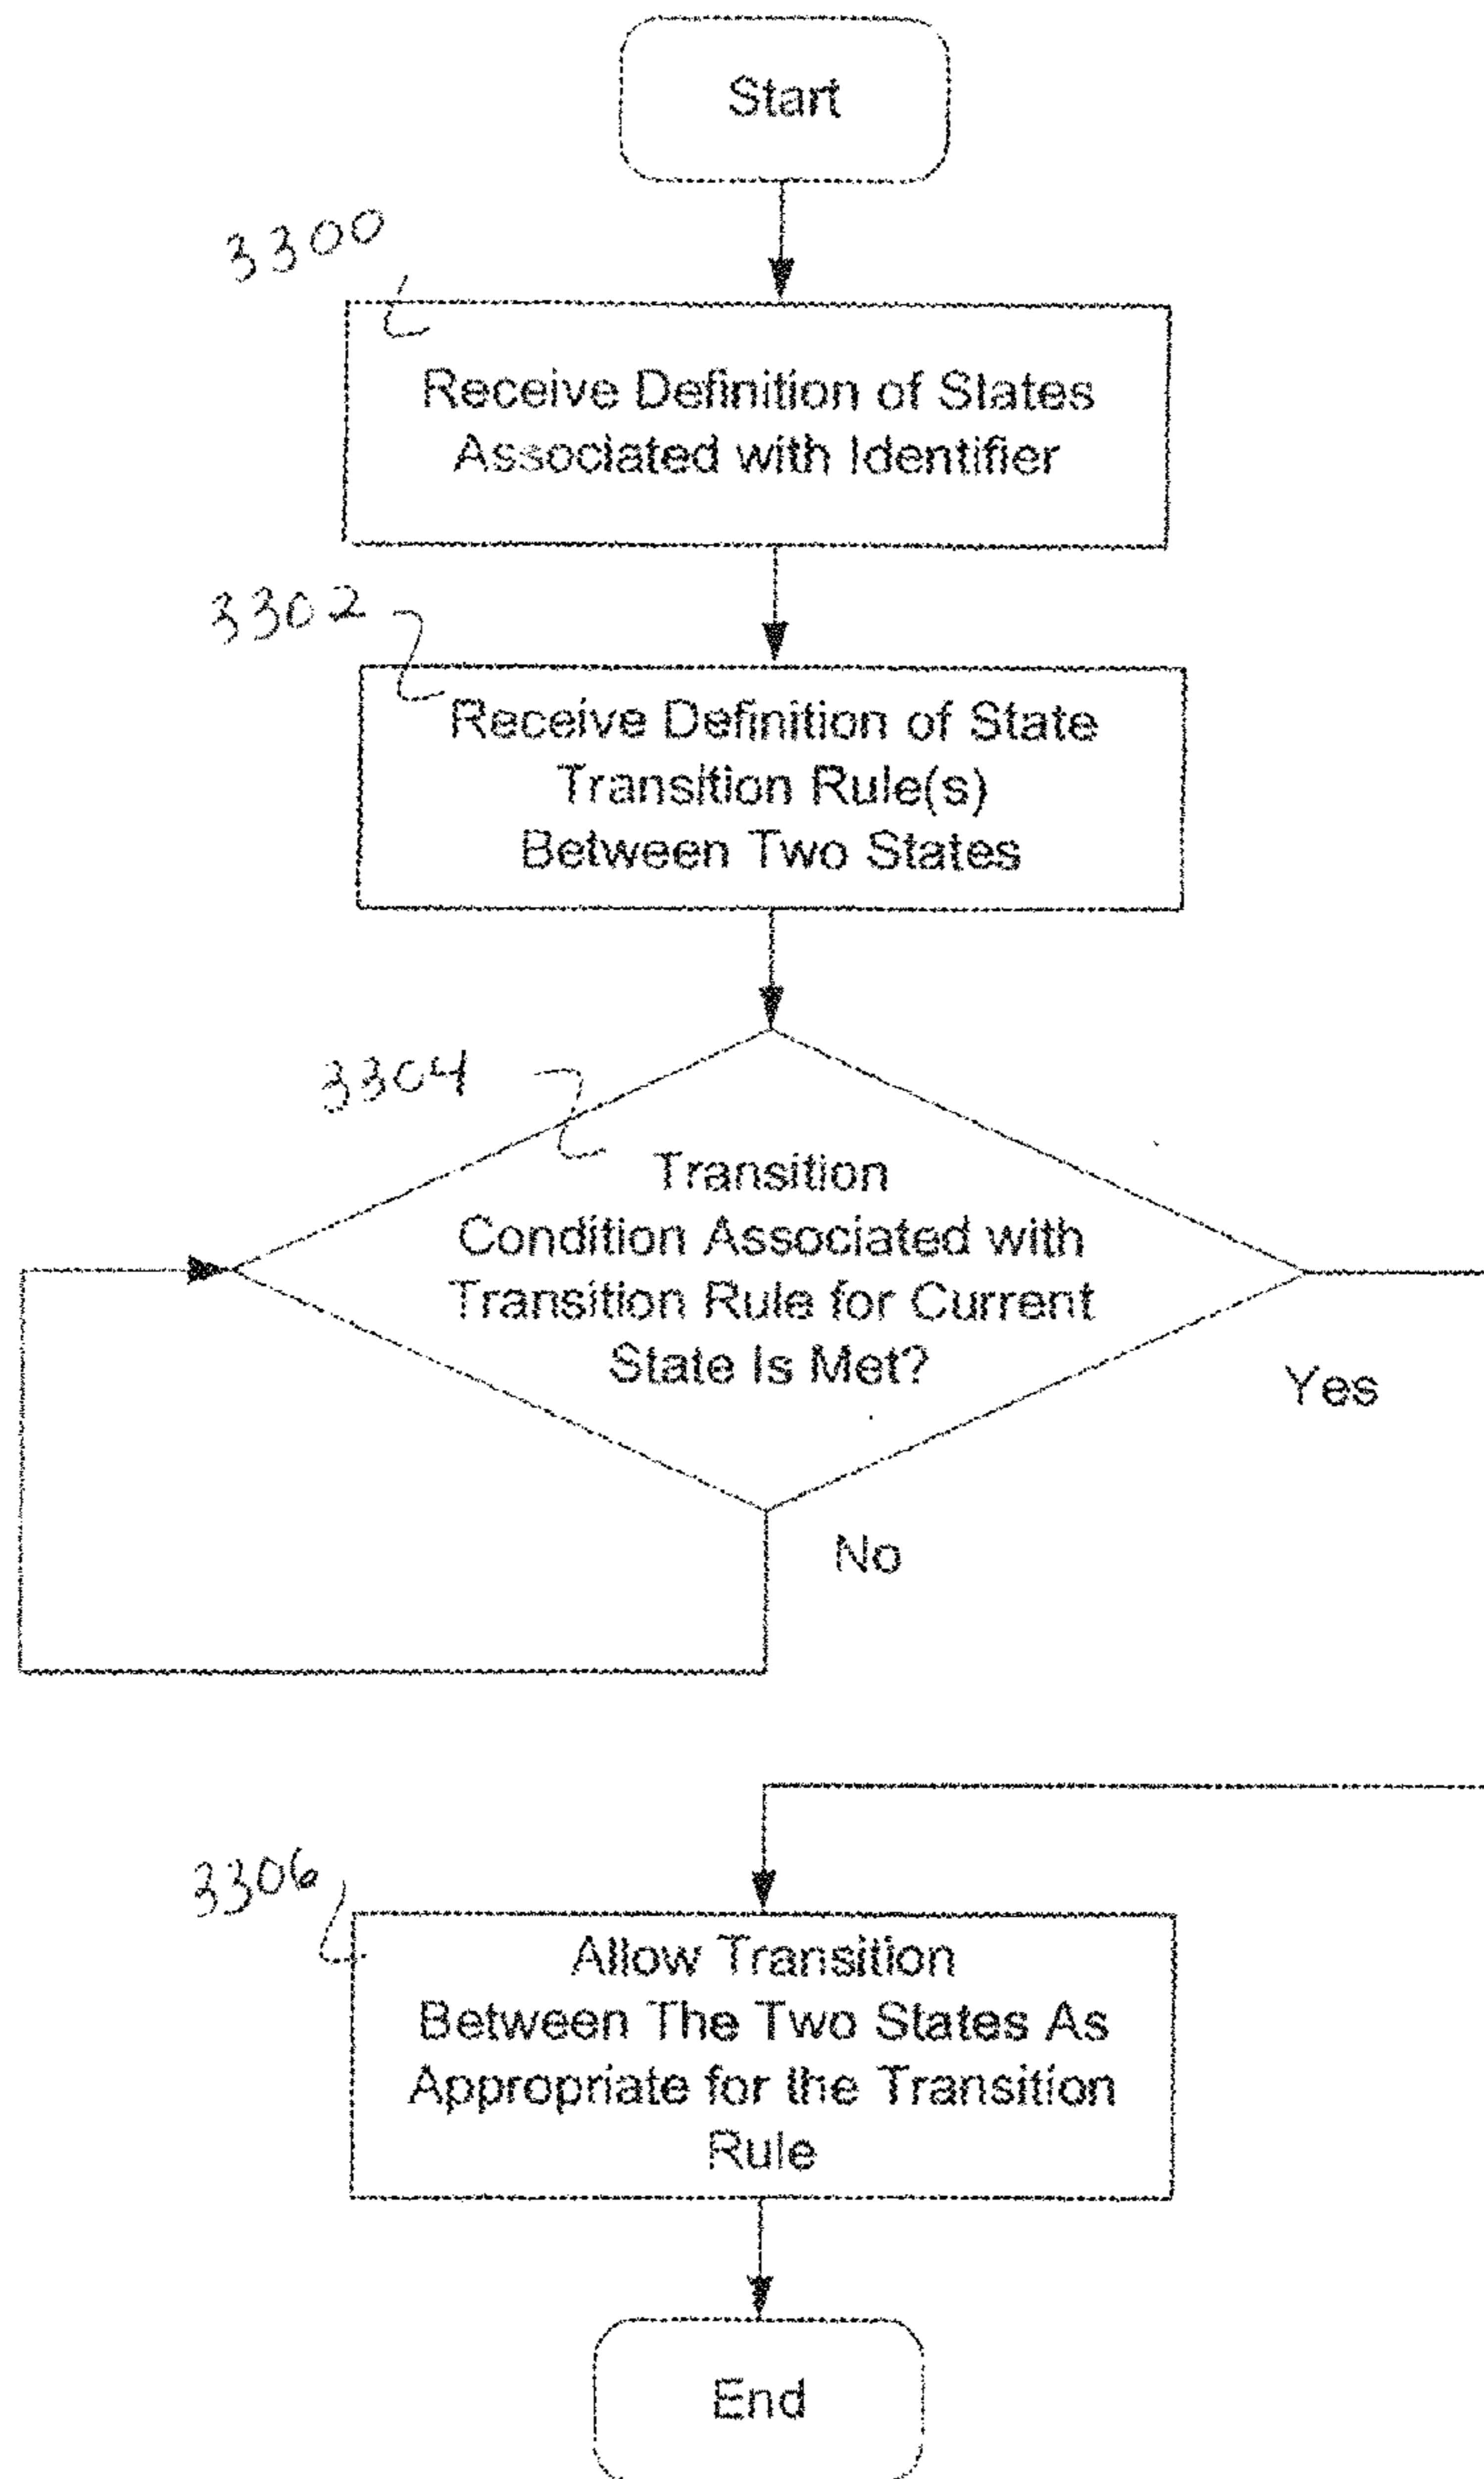 Start
3300
Receive Definition of States
Associated with Identifier
3302
Receive Definition of State
Transition Rule(s)
Between Two States
3304
Transition
Condition Associated with
Transition Rule for Current
State Is Met?
Yes
No
3306
Allow Transition
Between The Two States As
Appropriate for the Transition
Rule
End